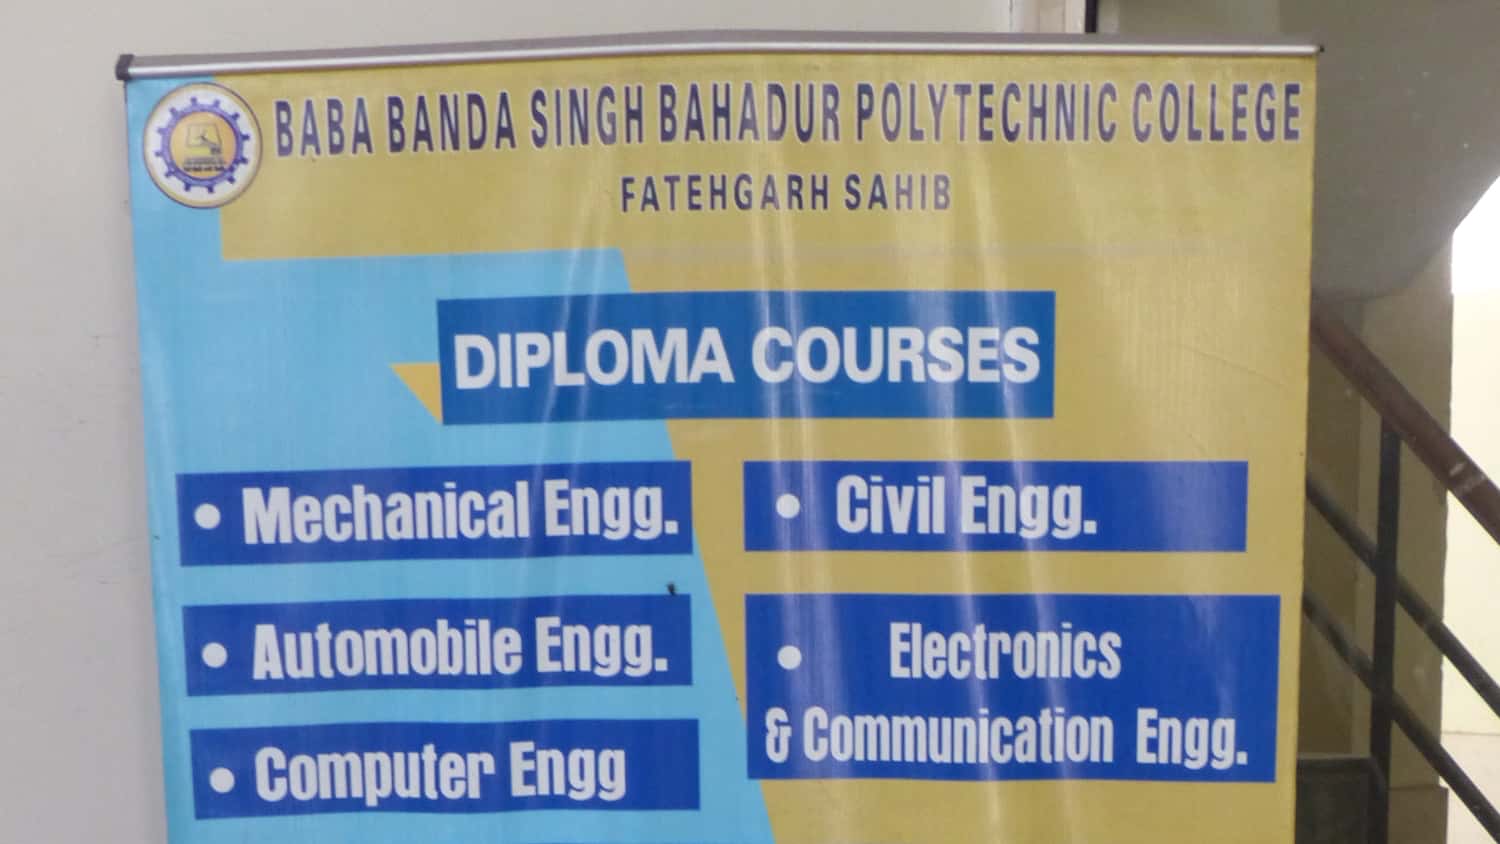 BABA BANDA SINGH BAHADUR POLYTECHNIC COLLEGE
FATEHGARH SAHIB
DIPLOMA COURSES
• Mechanical Engg.
• Automobile Engg.
• Computer Engg
• Civil Engg.
• Electronics
& Communication Engg.